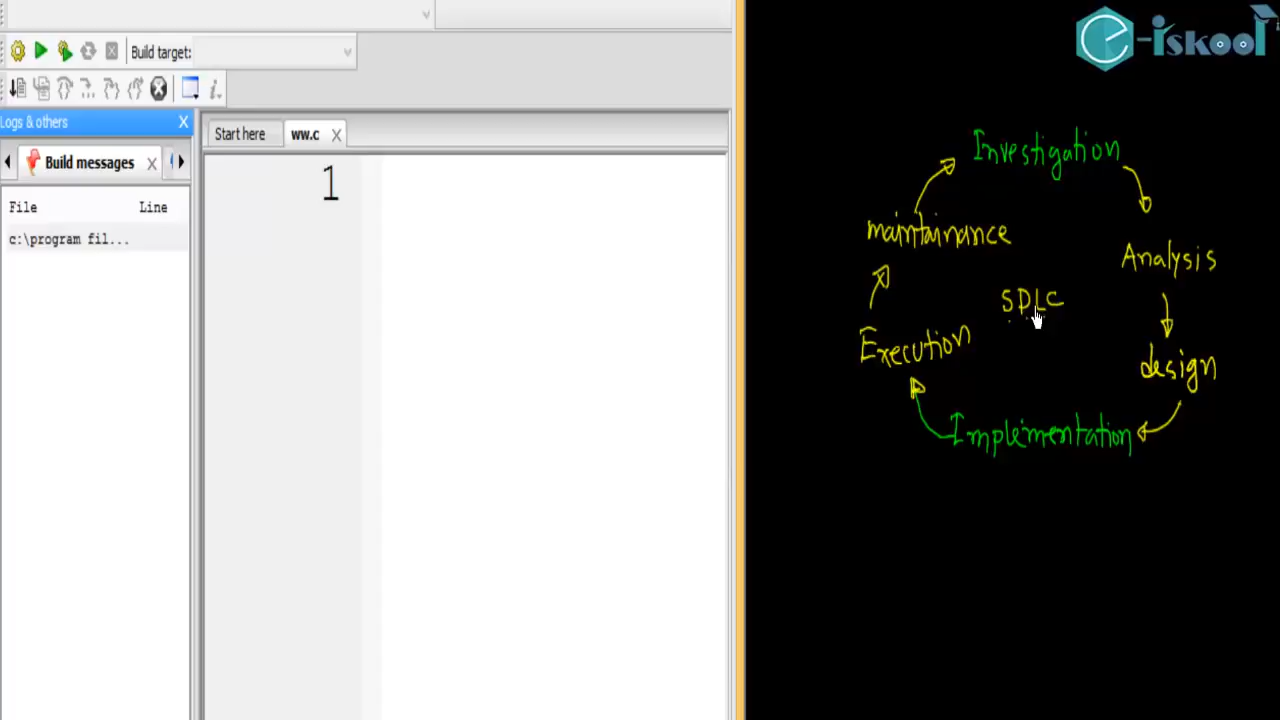 Build target:
Logs & others
Build messages
File Line
c:\program fil...
Start here
ww.c
1
e-iskool
Investigation
maintainance
Analysis
SDLC
Execution
design
Implementation